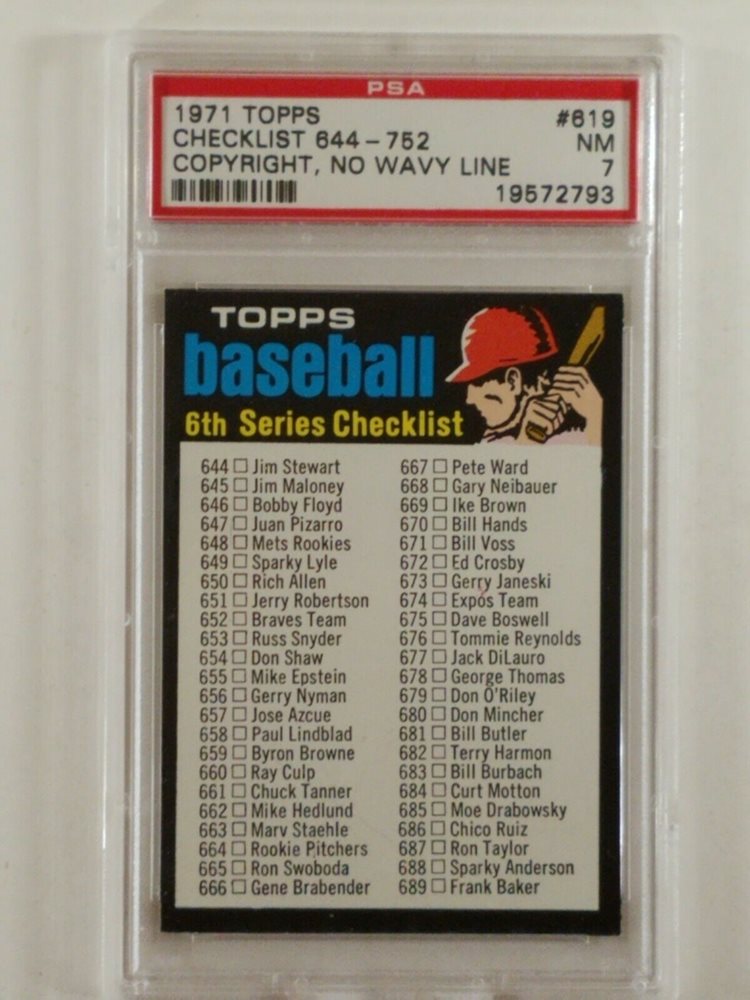 PSA
1971 TOPPS #619
CHECKLIST 644-752 NM
COPYRIGHT, NO WAVY LINE 7
19572793
TOPPS
baseball
6th Series Checklist
644 □ Jim Stewart
645 □ Jim Maloney
646 □ Bobby Floyd
647 □ Juan Pizarro
648 □ Mets Rookies
649 □ Sparky Lyle
650 □ Rich Allen
651 □ Jerry Robertson
652 □ Braves Team
653 □ Russ Snyder
654 □ Don Shaw
655 □ Mike Epstein
656 □ Gerry Nyman
657 □ Jose Azcue
658 □ Paul Lindblad
659 □ Byron Browne
660 □ Ray Culp
661 □ Chuck Tanner
662 □ Mike Hedlund
663 □ Marv Staehle
664 □ Rookie Pitchers
665 □ Ron Swoboda
666 □ Gene Brabender
667 □ Pete Ward
668 □ Gary Neibauer
669 □ Ike Brown
670 □ Bill Hands
671 □ Bill Voss
672 □ Ed Crosby
673 □ Gerry Janeski
674 □ Expos Team
675 □ Dave Boswell
676 □ Tommie Reynolds
677 □ Jack DiLauro
678 □ George Thomas
679 □ Don O'Riley
680 □ Don Mincher
681 □ Bill Butler
682 □ Terry Harmon
683 □ Bill Burbach
684 □ Curt Motton
685 □ Moe Drabowsky
686 □ Chico Ruiz
687 □ Ron Taylor
688 □ Sparky Anderson
689 □ Frank Baker